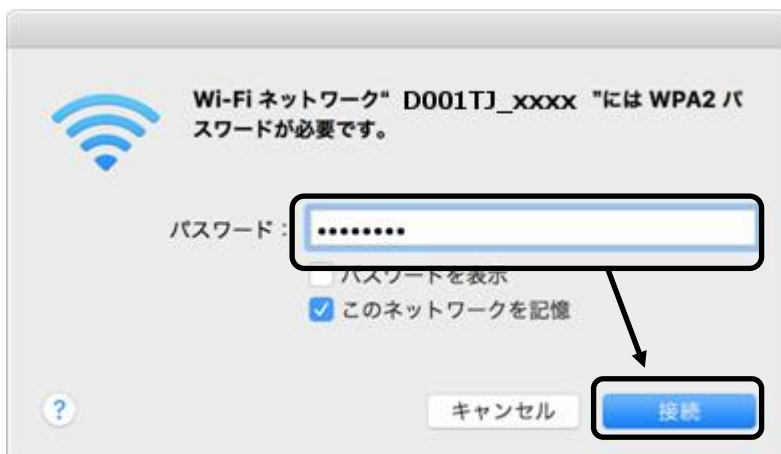 Wi-Fi ネットワーク“ D001TJ_xxxx ”には WPA2 パ
スワードが必要です。
パスワード： ••••••••
パスワードを表示
このネットワークを記憶
?
キャンセル 接続